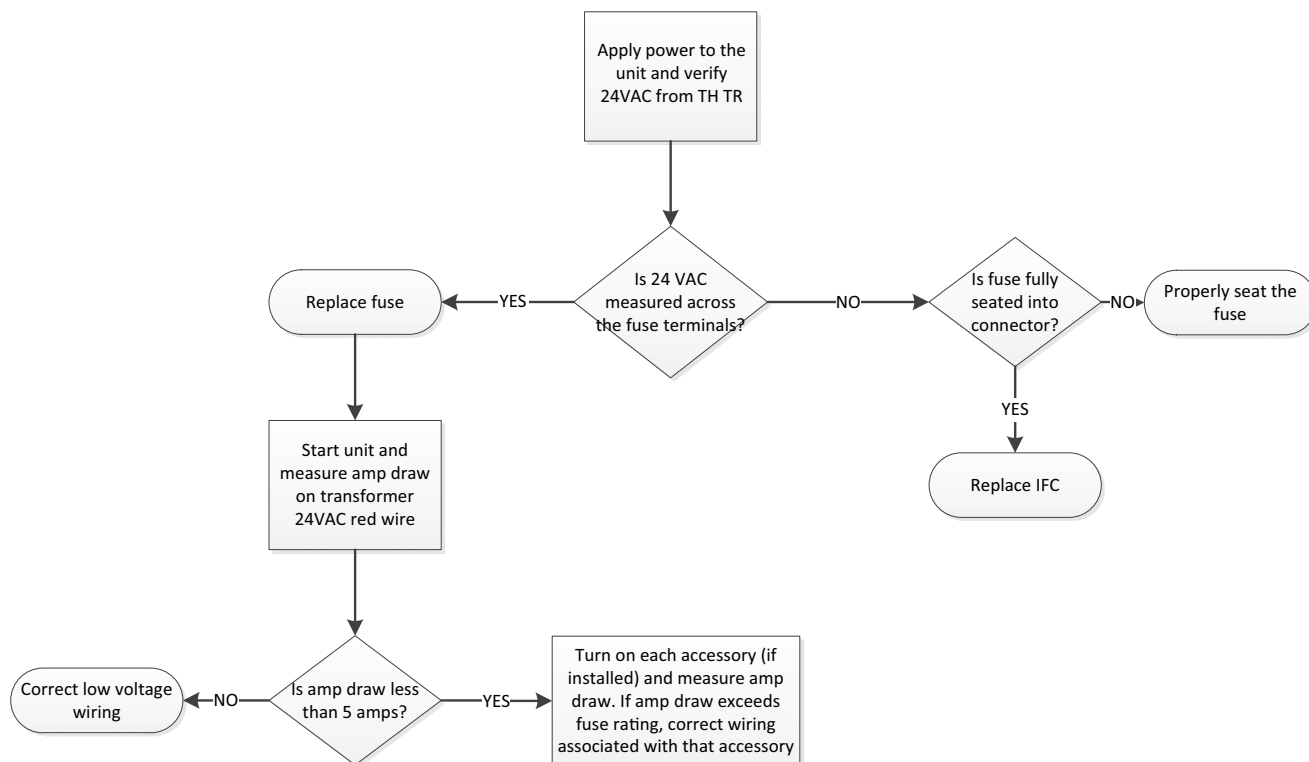 Apply power to the
unit and verify
24VAC from TH TR
Is 24 VAC
measured across
the fuse terminals?
YES
Replace fuse
NO
Is fuse fully
seated into
connector?
NO
Properly seat the
fuse
YES
Replace IFC
Start unit and
measure amp draw
on transformer
24VAC red wire
Is amp draw less
than 5 amps?
NO
Correct low voltage
wiring
YES
Turn on each accessory (if
installed) and measure amp
draw. If amp draw exceeds
fuse rating, correct wiring
associated with that accessory